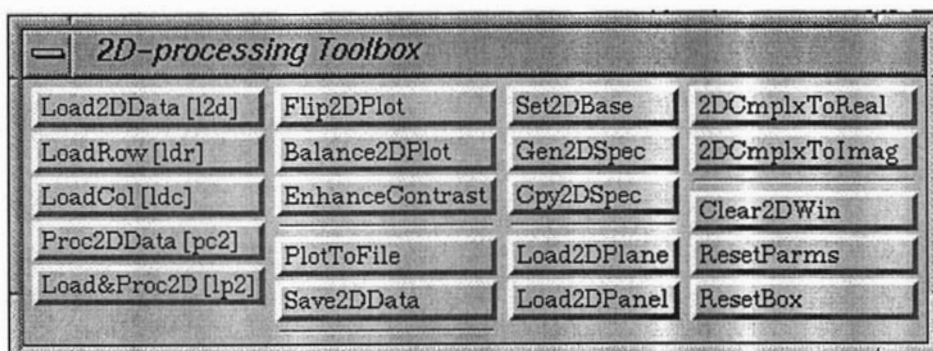 2D-processing Toolbox
Load2DData [l2d]
LoadRow [ldr]
LoadCol [ldc]
Proc2DData [pc2]
Load&Proc2D [lp2]
Flip2DPlot
Balance2DPlot
EnhanceContrast
PlotToFile
Save2DData
Set2DBase
Gen2DSpec
Cpy2DSpec
Load2DPlane
Load2DPanel
2DCmplxToReal
2DCmplxToImag
Clear2DWin
ResetParms
ResetBox